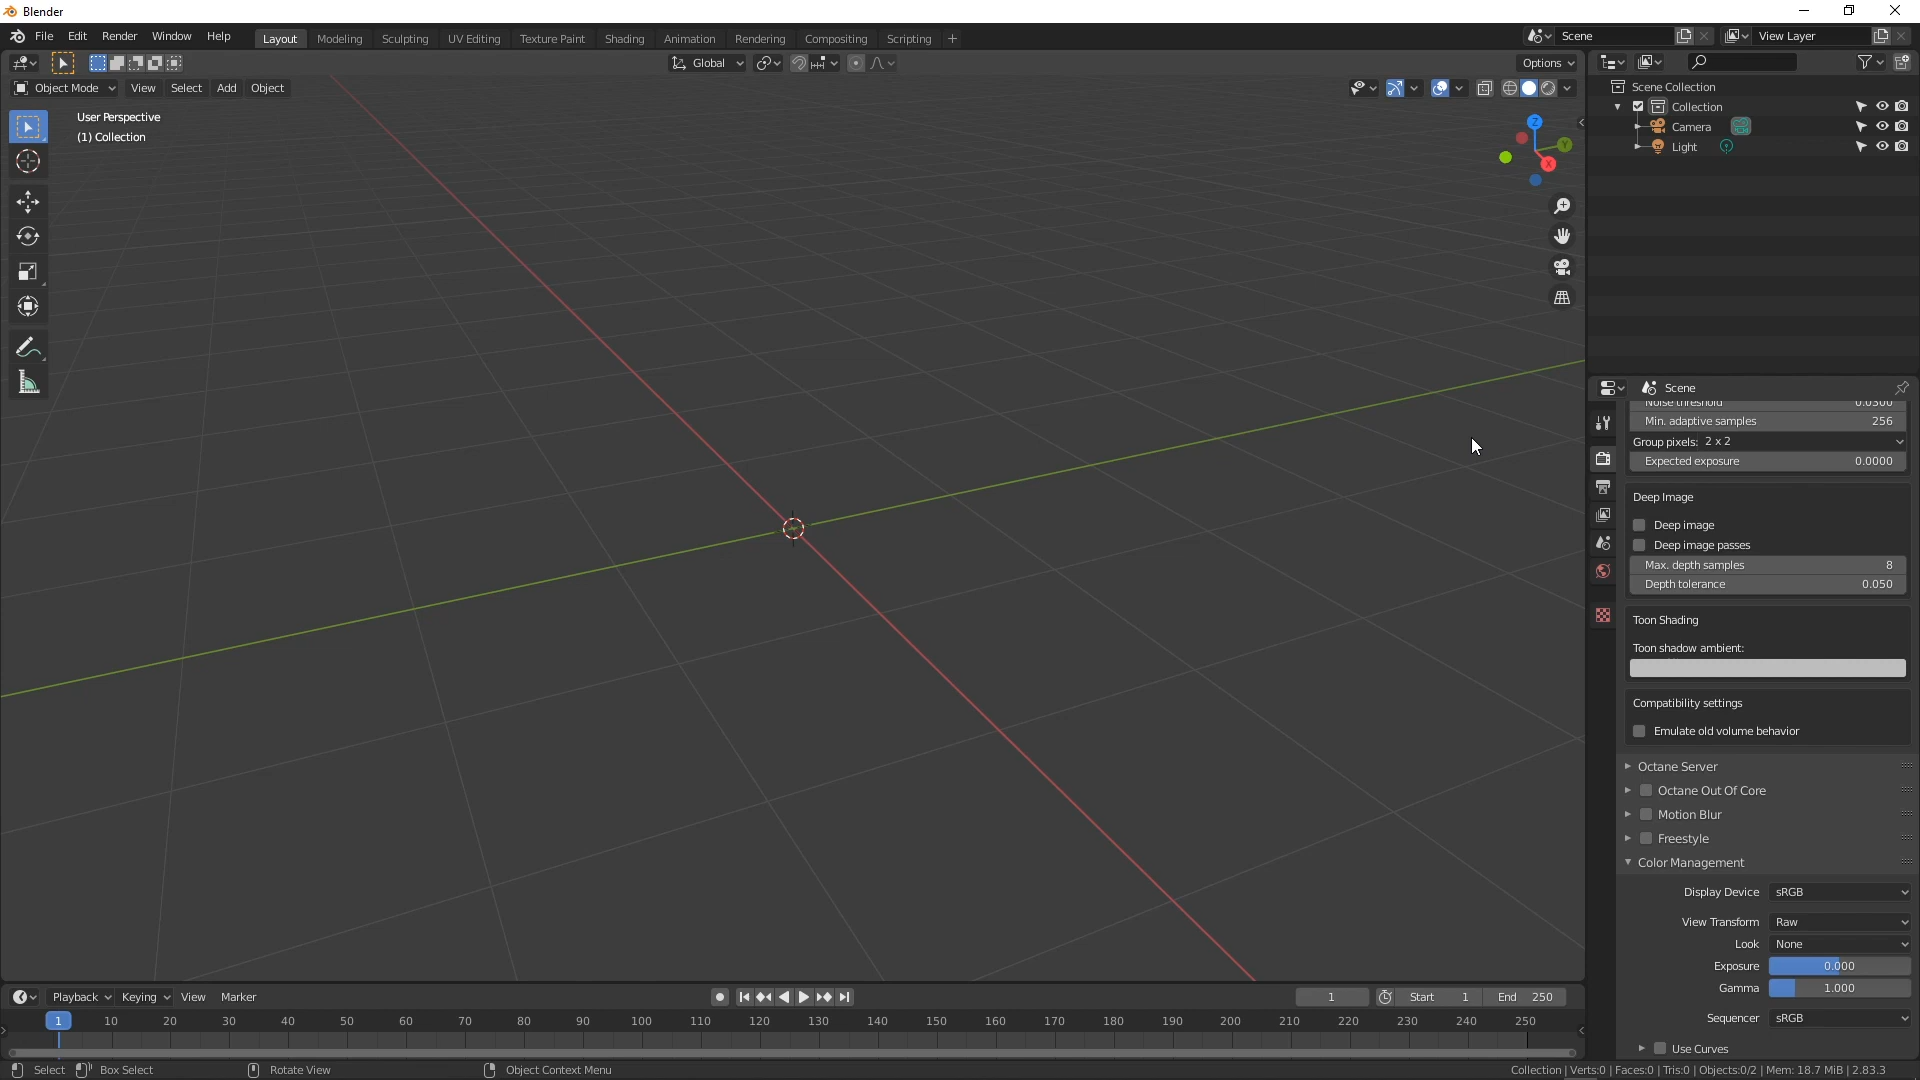 Blender
File Edit Render Window Help Layout Modeling Sculpting UV Editing Texture Paint Shading Animation Rendering Compositing Scripting + Scene View Layer
Global Options
Object Mode View Select Add Object
User Perspective
(1) Collection
Z
Y
X
Scene Collection
Collection
Camera
Light
Scene
Noise threshold 0.0300
Min. adaptive samples 256
Group pixels: 2 x 2
Expected exposure 0.0000
Deep Image
Deep image
Deep image passes
Max. depth samples 8
Depth tolerance 0.050
Toon Shading
Toon shadow ambient:
Compatibility settings
Emulate old volume behavior
Octane Server
Octane Out Of Core
Motion Blur
Freestyle
Color Management
Display Device sRGB
View Transform Raw
Look None
Exposure 0.000
Gamma 1.000
Sequencer sRGB
Use Curves
Playback Keying View Marker 1 Start 1 End 250
1 10 20 30 40 50 60 70 80 90 100 110 120 130 140 150 160 170 180 190 200 210 220 230 240 250
Select Box Select Rotate View Object Context Menu Collection | Verts:0 | Faces:0 | Tris:0 | Objects:0/2 | Mem: 18.7 MiB | 2.83.3